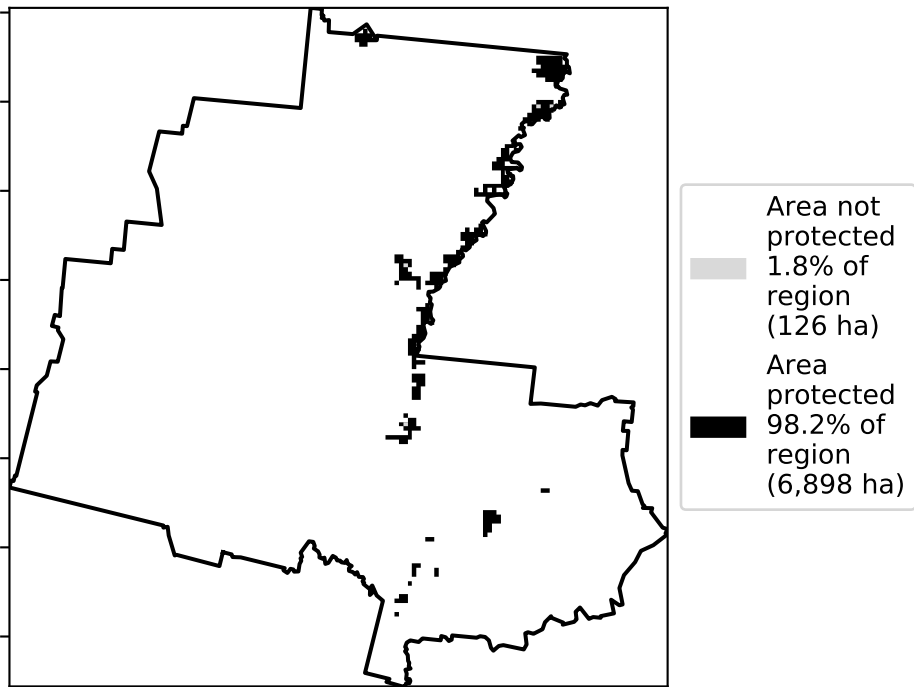 Area not
protected
1.8% of
region
(126 ha)
Area
protected
98.2% of
region
(6,898 ha)